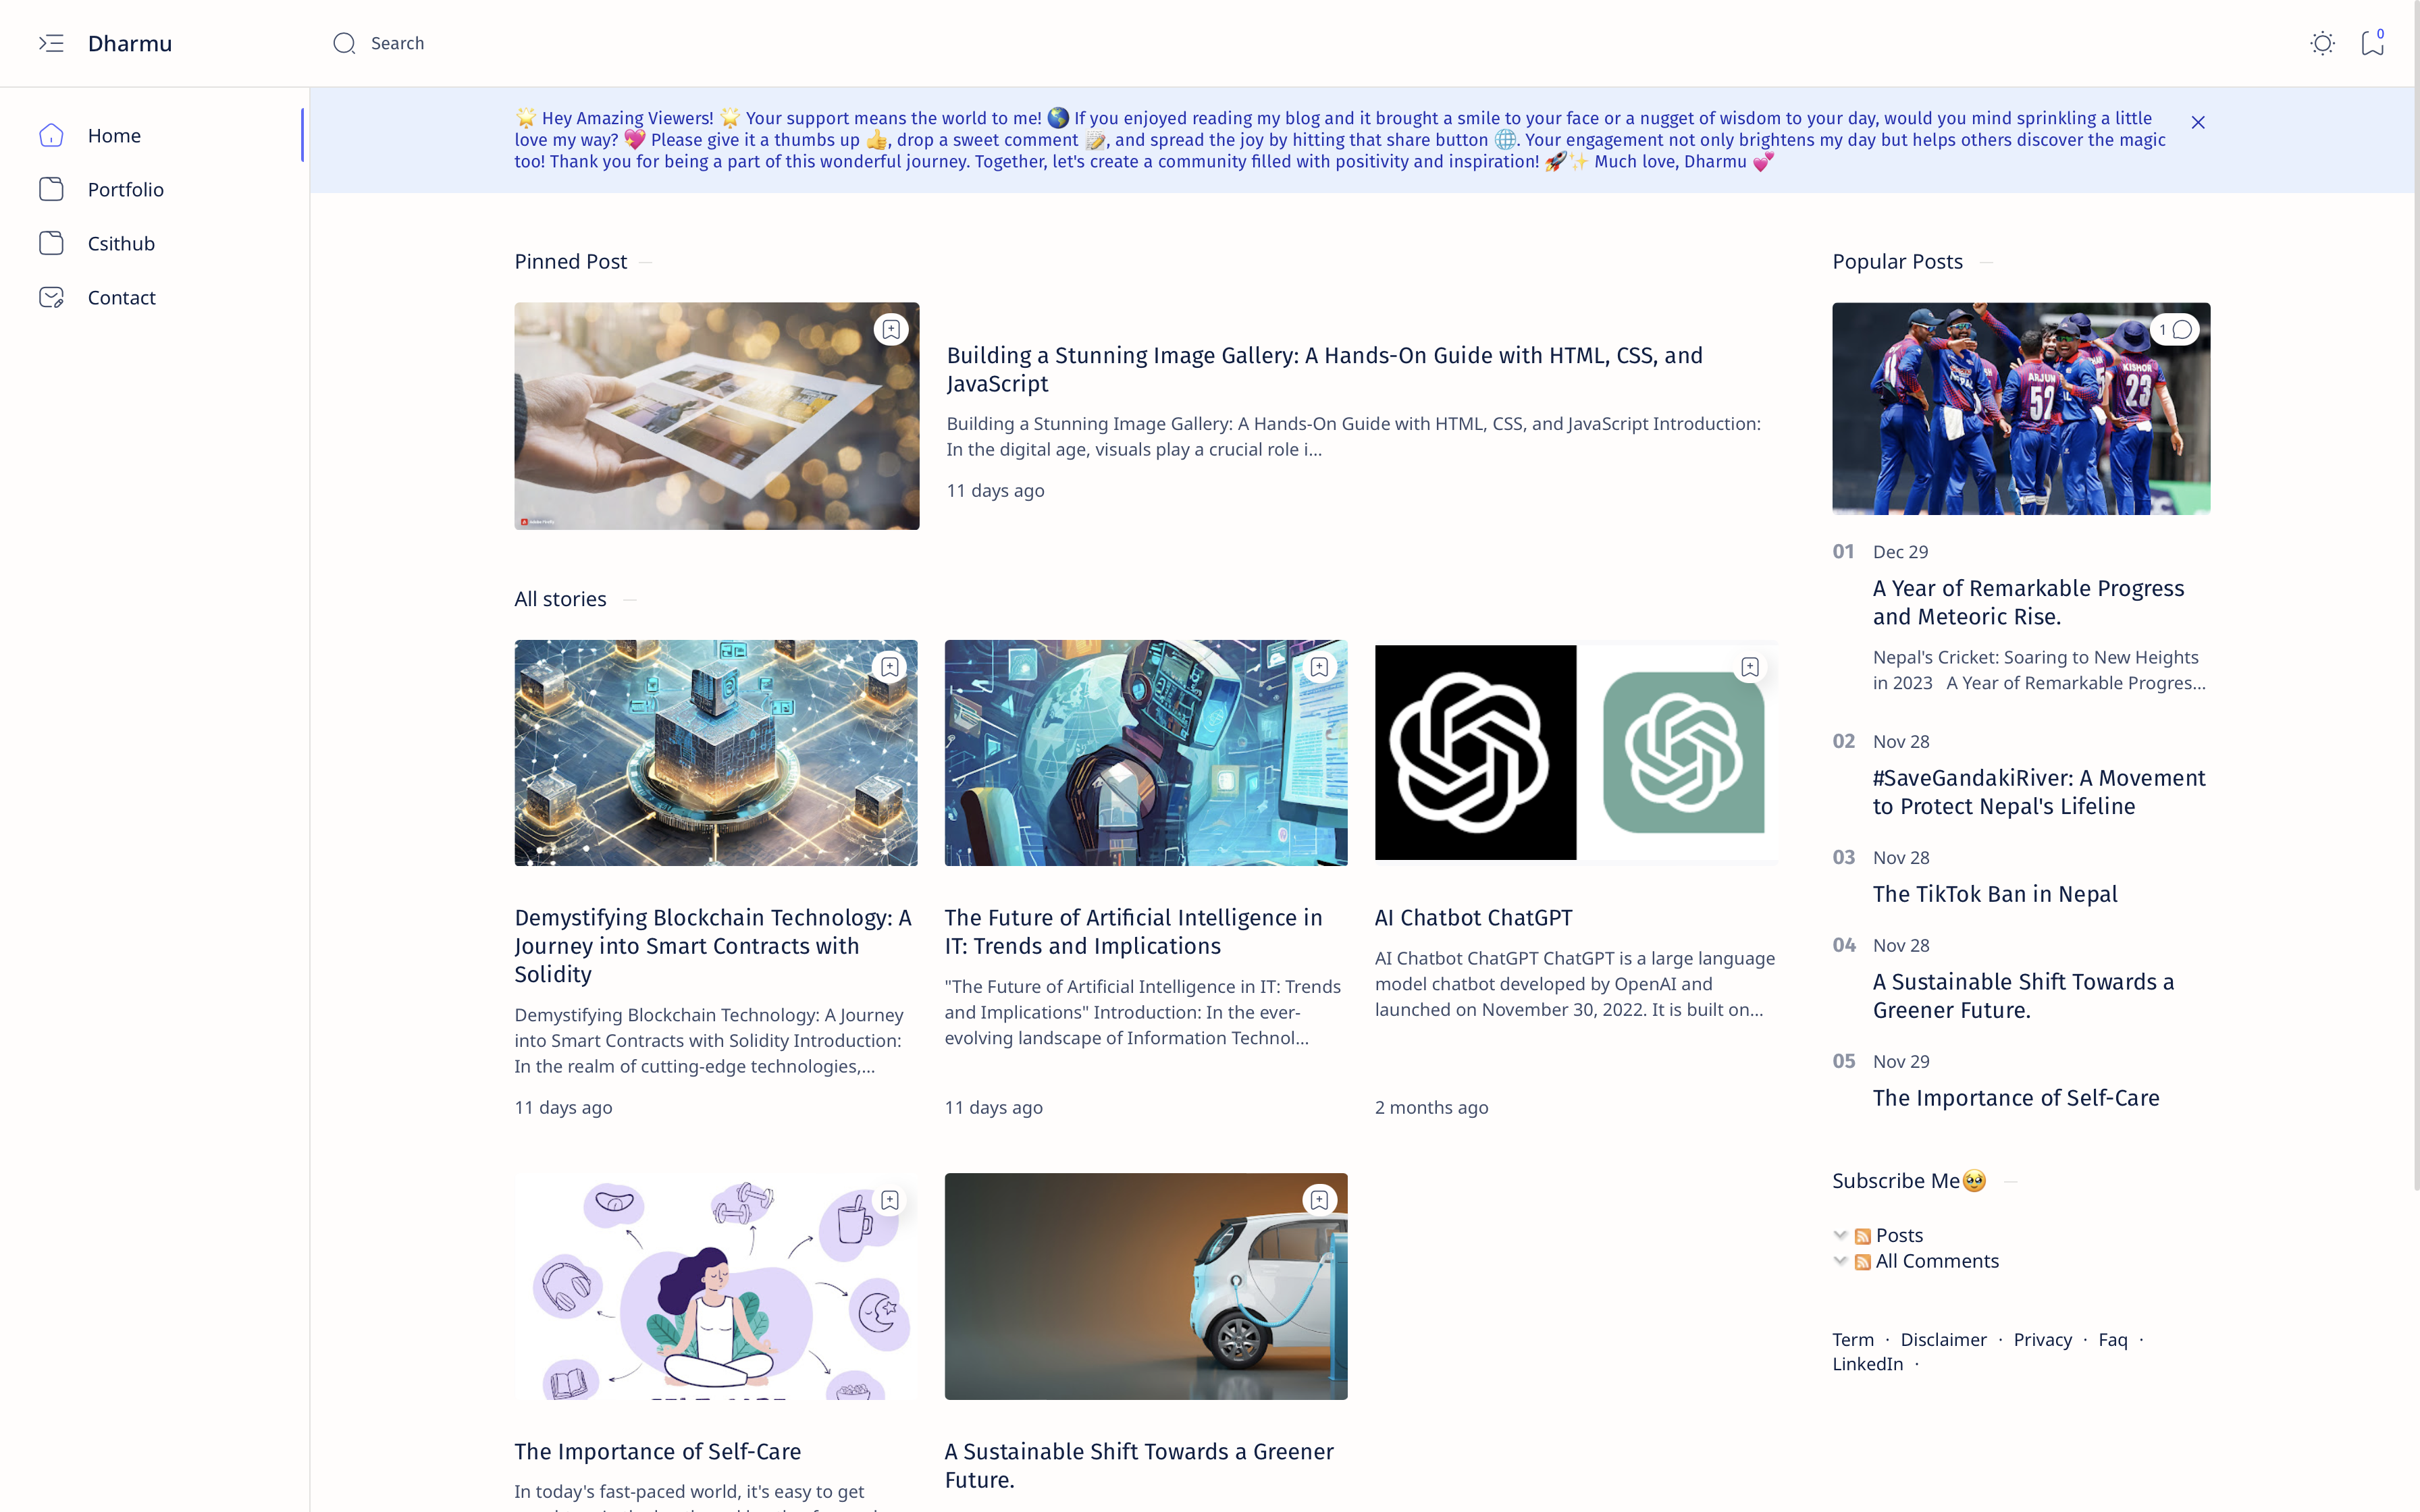 Dharmu
Search
0
Home
Portfolio
Csithub
Contact
🌟 Hey Amazing Viewers! 🌟 Your support means the world to me! 🌎 If you enjoyed reading my blog and it brought a smile to your face or a nugget of wisdom to your day, would you mind sprinkling a little
love my way? 💖 Please give it a thumbs up 👍, drop a sweet comment 📝, and spread the joy by hitting that share button 🌐. Your engagement not only brightens my day but helps others discover the magic
too! Thank you for being a part of this wonderful journey. Together, let's create a community filled with positivity and inspiration! 🚀✨ Much love, Dharmu 💕
Pinned Post
Building a Stunning Image Gallery: A Hands-On Guide with HTML, CSS, and
JavaScript
Building a Stunning Image Gallery: A Hands-On Guide with HTML, CSS, and JavaScript Introduction:
In the digital age, visuals play a crucial role i...
11 days ago
All stories
Demystifying Blockchain Technology: A
Journey into Smart Contracts with
Solidity
Demystifying Blockchain Technology: A Journey
into Smart Contracts with Solidity Introduction:
In the realm of cutting-edge technologies,...
11 days ago
The Future of Artificial Intelligence in
IT: Trends and Implications
"The Future of Artificial Intelligence in IT: Trends
and Implications" Introduction: In the ever-
evolving landscape of Information Technol...
11 days ago
AI Chatbot ChatGPT
AI Chatbot ChatGPT ChatGPT is a large language
model chatbot developed by OpenAI and
launched on November 30, 2022. It is built on...
2 months ago
The Importance of Self-Care
In today's fast-paced world, it's easy to get
A Sustainable Shift Towards a Greener
Future.
Popular Posts
1
ARJUN
52
KISHOR
23
01 Dec 29
A Year of Remarkable Progress
and Meteoric Rise.
Nepal's Cricket: Soaring to New Heights
in 2023 A Year of Remarkable Progres...
02 Nov 28
#SaveGandakiRiver: A Movement
to Protect Nepal's Lifeline
03 Nov 28
The TikTok Ban in Nepal
04 Nov 28
A Sustainable Shift Towards a
Greener Future.
05 Nov 29
The Importance of Self-Care
Subscribe Me🥹
Posts
All Comments
Term · Disclaimer · Privacy · Faq ·
LinkedIn ·